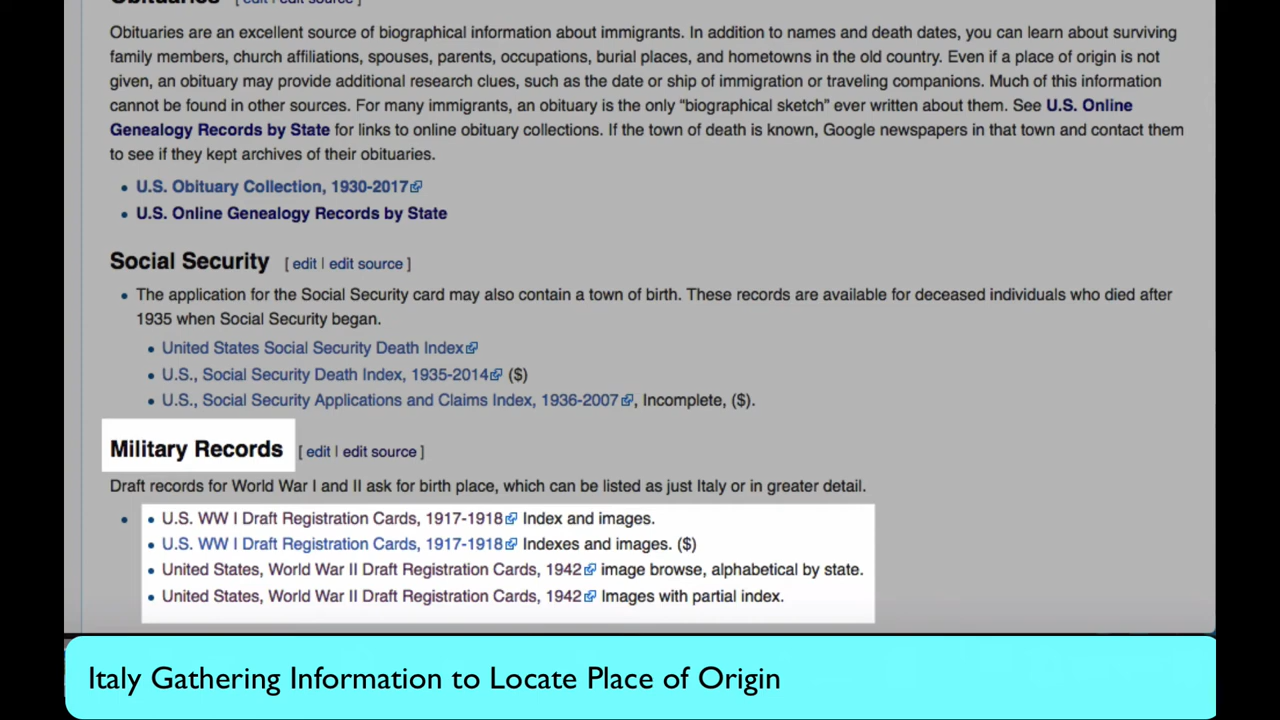 Obituaries [ edit | edit source ]
Obituaries are an excellent source of biographical information about immigrants. In addition to names and death dates, you can learn about surviving
family members, church affiliations, spouses, parents, occupations, burial places, and hometowns in the old country. Even if a place of origin is not
given, an obituary may provide additional research clues, such as the date or ship of immigration or traveling companions. Much of this information
cannot be found in other sources. For many immigrants, an obituary is the only “biographical sketch” ever written about them. See U.S. Online
Genealogy Records by State for links to online obituary collections. If the town of death is known, Google newspapers in that town and contact them
to see if they kept archives of their obituaries.
• U.S. Obituary Collection, 1930-2017
• U.S. Online Genealogy Records by State
Social Security [ edit | edit source ]
• The application for the Social Security card may also contain a town of birth. These records are available for deceased individuals who died after
1935 when Social Security began.
• United States Social Security Death Index
• U.S., Social Security Death Index, 1935-2014 ($)
• U.S., Social Security Applications and Claims Index, 1936-2007, Incomplete, ($).
Military Records [ edit | edit source ]
Draft records for World War I and II ask for birth place, which can be listed as just Italy or in greater detail.
• • U.S. WW I Draft Registration Cards, 1917-1918 Index and images.
• U.S. WW I Draft Registration Cards, 1917-1918 Indexes and images. ($)
• United States, World War II Draft Registration Cards, 1942 image browse, alphabetical by state.
• United States, World War II Draft Registration Cards, 1942 Images with partial index.
Italy Gathering Information to Locate Place of Origin